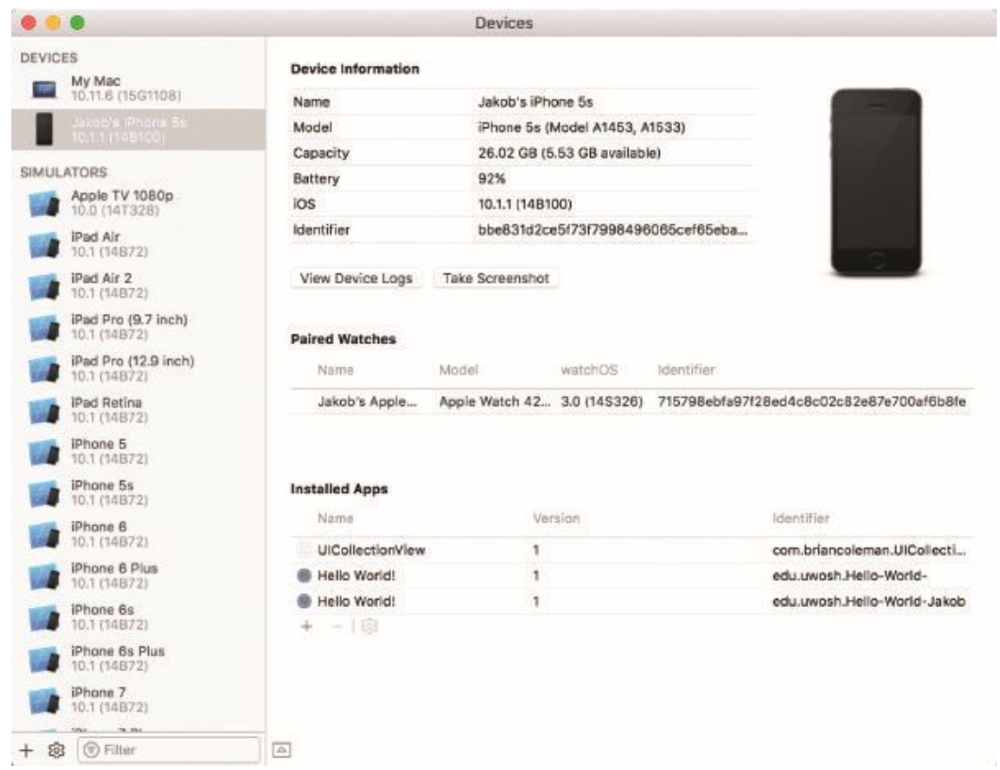 Devices
DEVICES
My Mac
10.11.6 (15G1108)
Jakob's iPhone 5s
10.1.1 (14B100)
SIMULATORS
Apple TV 1080p
10.0 (14T328)
iPad Air
10.1 (14B72)
iPad Air 2
10.1 (14B72)
iPad Pro (9.7 inch)
10.1 (14B72)
iPad Pro (12.9 inch)
10.1 (14B72)
iPad Retina
10.1 (14B72)
iPhone 5
10.1 (14B72)
iPhone 5s
10.1 (14B72)
iPhone 6
10.1 (14B72)
iPhone 6 Plus
10.1 (14B72)
iPhone 6s
10.1 (14B72)
iPhone 6s Plus
10.1 (14B72)
iPhone 7
10.1 (14B72)
Filter
Device Information
Name Jakob's iPhone 5s
Model iPhone 5s (Model A1453, A1533)
Capacity 26.02 GB (5.53 GB available)
Battery 92%
iOS 10.1.1 (14B100)
Identifier bbe831d2ce5f73f7998496065cef65eba...
View Device Logs Take Screenshot
Paired Watches
Name Model watchOS Identifier
Jakob's Apple... Apple Watch 42... 3.0 (14S326) 715798ebfa97f28ed4c8c02c82e87e700af6b8fe
Installed Apps
Name Version Identifier
UICollectionView 1 com.briancoleman.UICollecti...
Hello World! 1 edu.uwosh.Hello-World-
Hello World! 1 edu.uwosh.Hello-World-Jakob